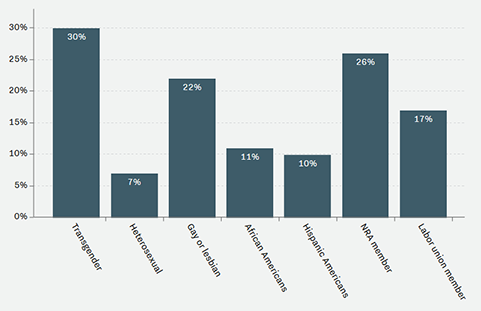 30%
25%
20%
15%
10%
5%
0%
30%
7%
22%
11%
10%
26%
17%
Transgender
Heterosexual
Gay or lesbian
African Americans
Hispanic Americans
NRA member
Labor union member